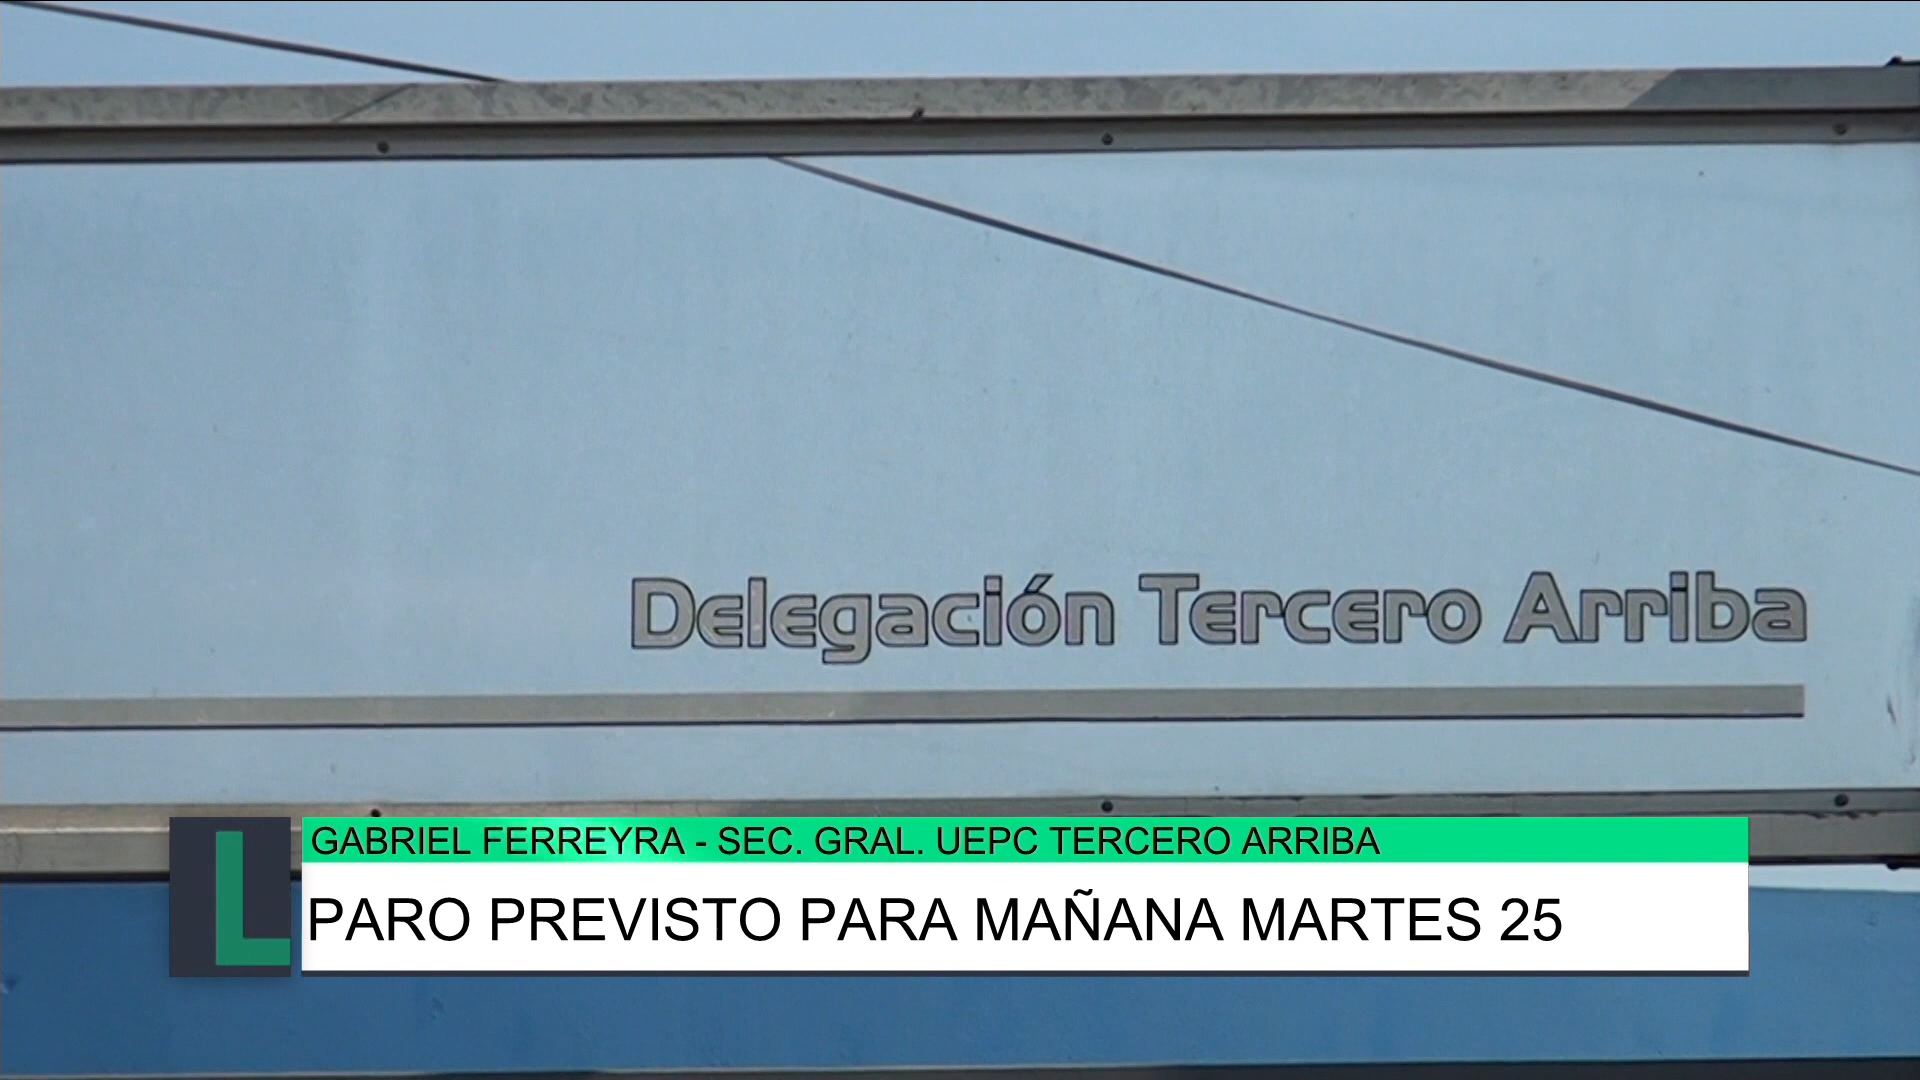 Delegación Tercero Arriba
L
GABRIEL FERREYRA - SEC. GRAL. UEPC TERCERO ARRIBA
PARO PREVISTO PARA MAÑANA MARTES 25